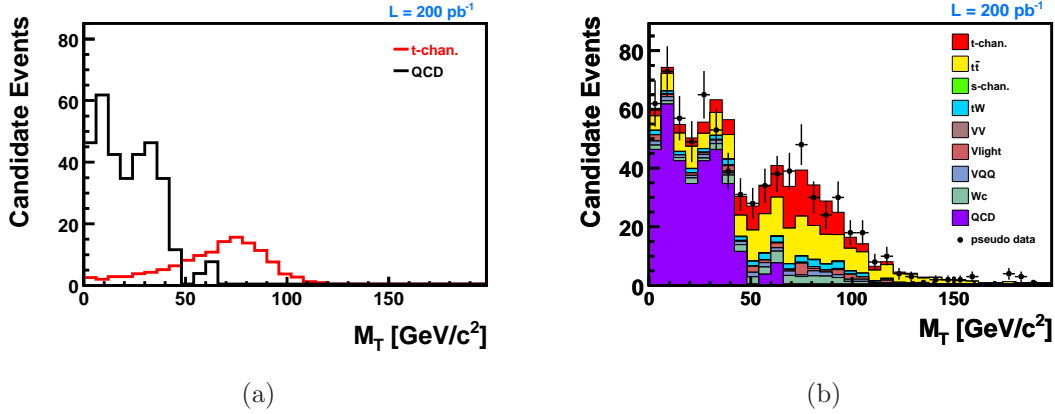 L = 200 pb⁻¹
Candidate Events
80
60
40
20
0
0 50 100 150
t-chan.
QCD
M_T [GeV/c²]
(a)
L = 200 pb⁻¹
Candidate Events
80
60
40
20
0
0 50 100 150
t-chan.
tt̄
s-chan.
tW
VV
Vlight
VQQ
Wc
QCD
pseudo data
M_T [GeV/c²]
(b)